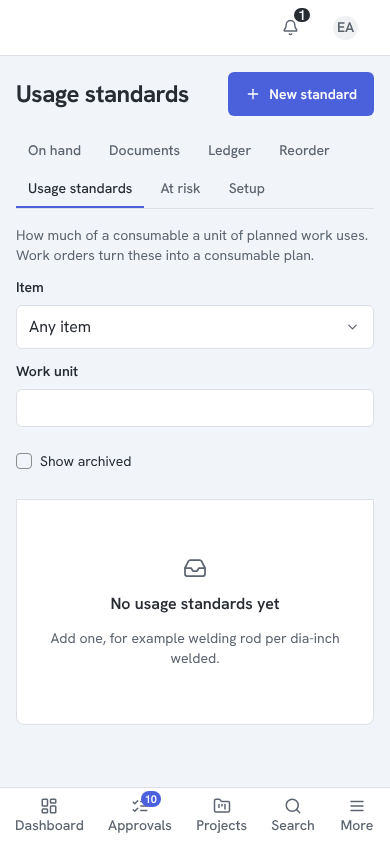 1
EA
Usage standards
New standard
On hand Documents Ledger Reorder
Usage standards At risk Setup
How much of a consumable a unit of planned work uses.
Work orders turn these into a consumable plan.
Item
Any item
Work unit
Show archived
No usage standards yet
Add one, for example welding rod per dia-inch
welded.
10
Dashboard Approvals Projects Search More